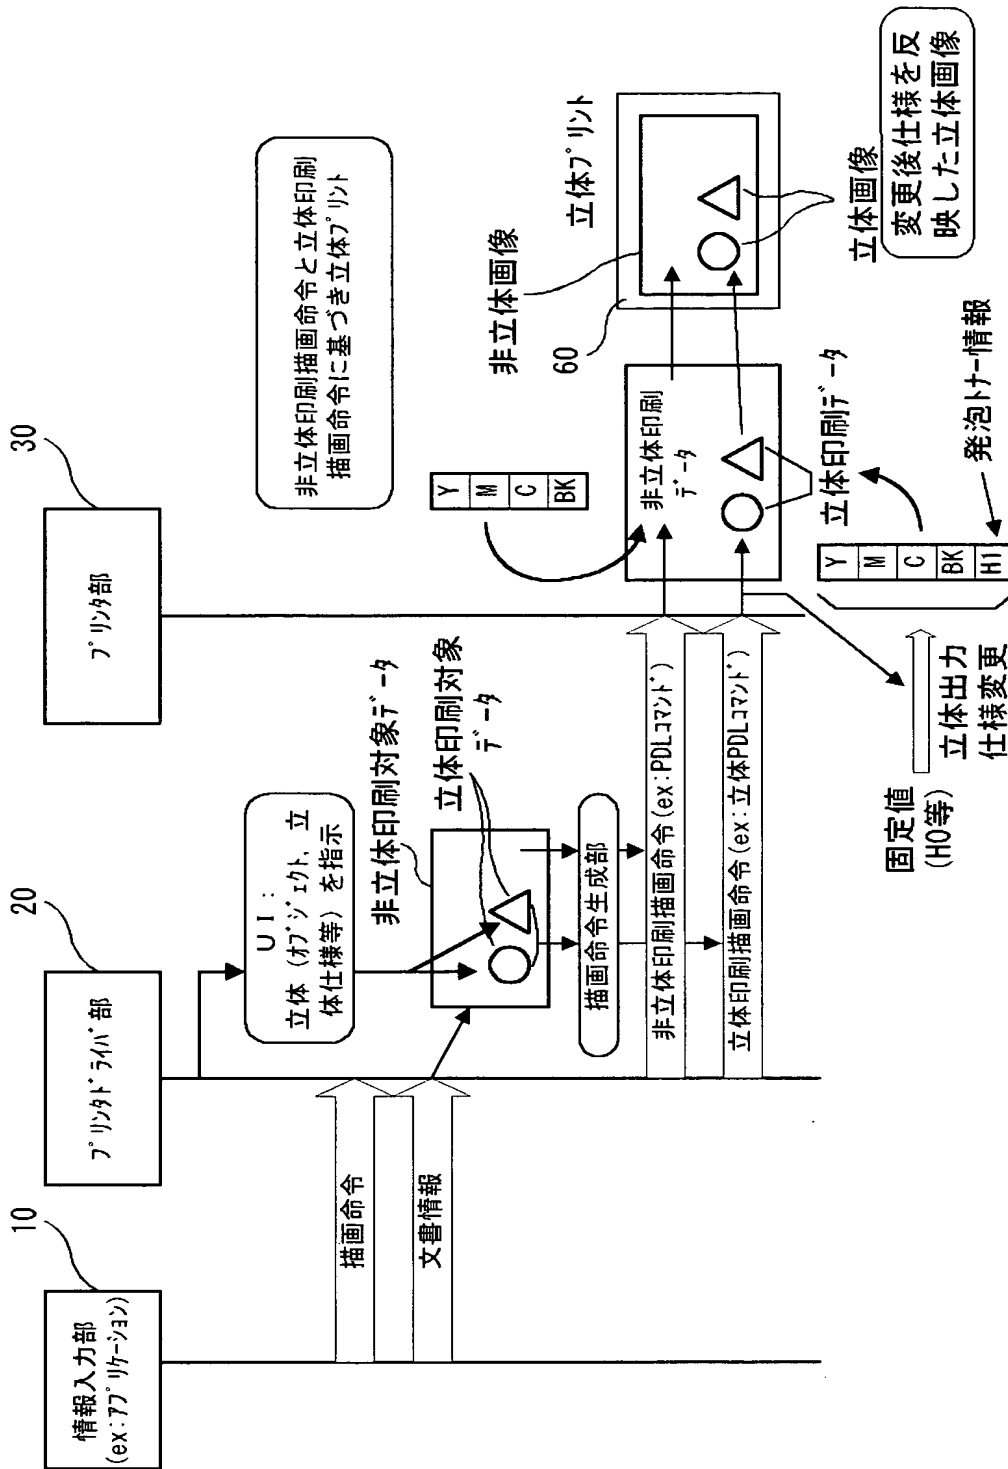 10
情報入力部
(ex:アプリケーション)
20
プリンタドライバ部
30
プリンタ部
描画命令
文書情報
UI:
立体(オブジェクト,立
体仕様等)を指示
非立体印刷対象データ
立体印刷対象
データ
描画命令生成部
非立体印刷描画命令(ex:PDLコマンド)
立体印刷描画命令(ex:立体PDLコマンド)
非立体印刷描画命令と立体印刷
描画命令に基づき立体プリント
Y
M
C
BK
非立体印刷
データ
立体印刷データ
非立体画像
60
立体プリント
立体画像
変更後仕様を反
映した立体画像
固定値
(H0等)
立体出力
仕様変更
Y
M
C
BK
H1
発泡トナー情報